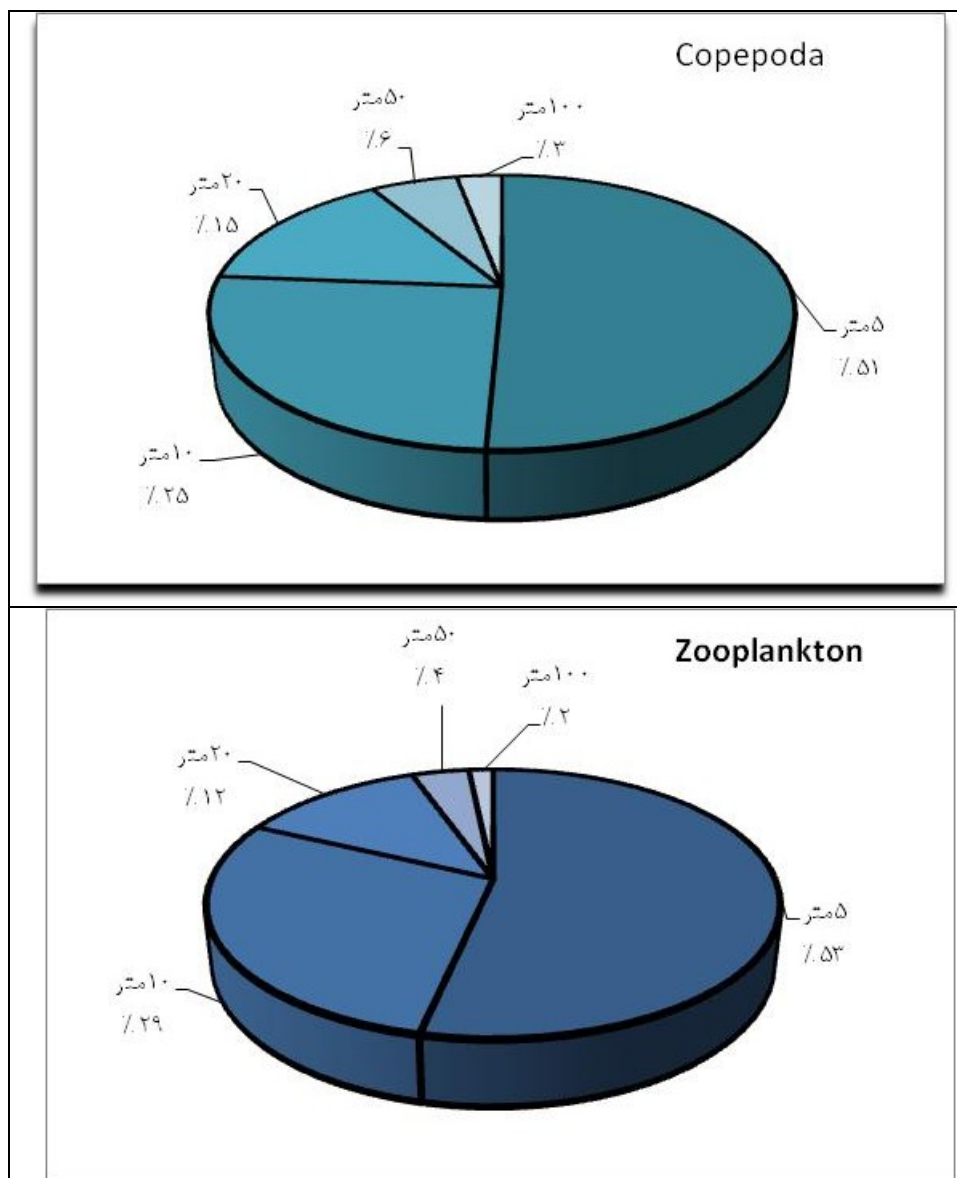 Copepoda
۱۰۰متر
٪۳
۵۰متر
٪۶
۲۰متر
٪۱۵
۵متر
٪۵۱
۱۰متر
٪۲۵
Zooplankton
۵۰متر
٪۴
۱۰۰متر
٪۲
۲۰متر
٪۱۲
۵متر
٪۵۳
۱۰متر
٪۲۹